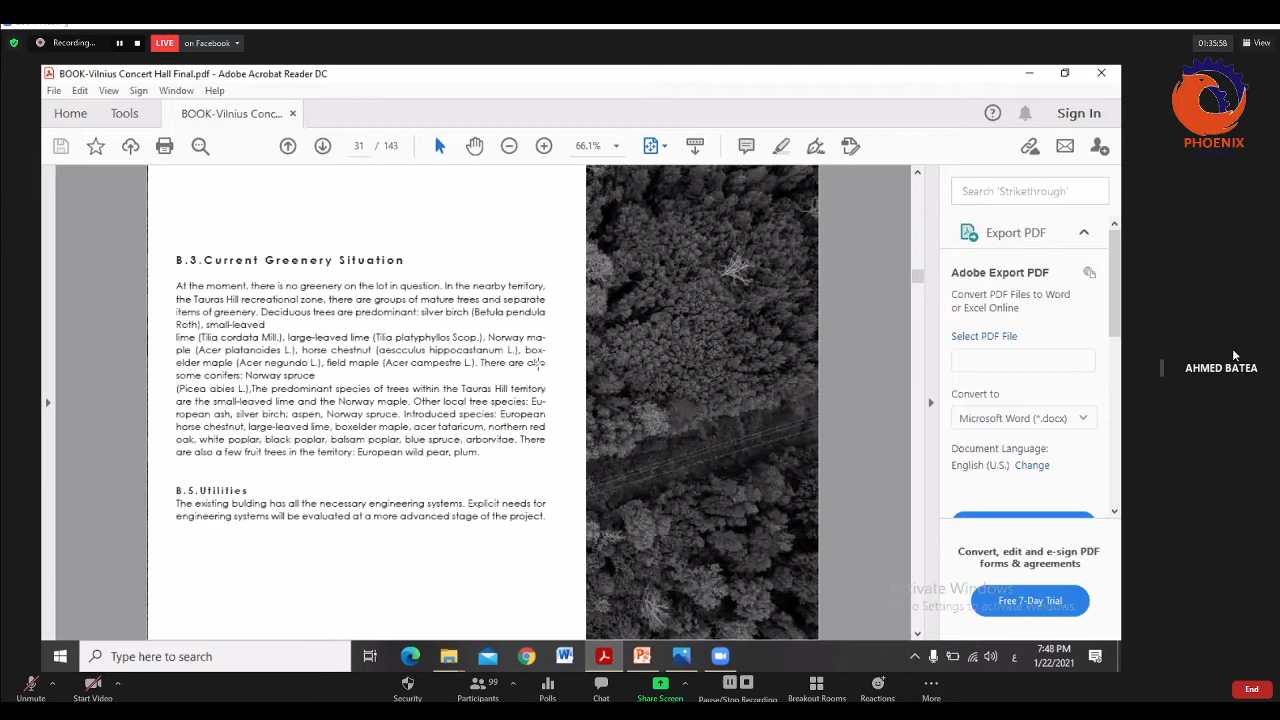 Recording...
LIVE on Facebook
01:35:58 View
BOOK-Vilnius Concert Hall Final.pdf - Adobe Acrobat Reader DC
File Edit View Sign Window Help
Home Tools BOOK-Vilnius Conc... Sign In
31 / 143 66.1%
PHOENIX
Search 'Strikethrough'
Export PDF
Adobe Export PDF
Convert PDF Files to Word
or Excel Online
Select PDF File
Convert to
Microsoft Word (*.docx)
Document Language:
English (U.S.) Change
Convert, edit and e-sign PDF
forms & agreements
Free 7-Day Trial
Activate Windows
to Settings to activate Windows.
AHMED BATEA
B.3.Current Greenery Situation
At the moment, there is no greenery on the lot in question. In the nearby territory,
the Tauras Hill recreational zone, there are groups of mature trees and separate
items of greenery. Deciduous trees are predominant: silver birch (Betula pendula
Roth), small-leaved
lime (Tilia cordata Mill.), large-leaved lime (Tilia platyphyllos Scop.), Norway ma-
ple (Acer platanoides L.), horse chestnut (aescculus hippocastanum L.), box-
elder maple (Acer negundo L.), field maple (Acer campestre L.). There are also
some conifers: Norway spruce
(Picea abies L.),The predominant species of trees within the Tauras Hill territory
are the small-leaved lime and the Norway maple. Other local tree species: Eu-
ropean ash, silver birch; aspen, Norway spruce. Introduced species: European
horse chestnut, large-leaved lime, boxelder maple, acer tataricum, northern red
oak, white poplar, black poplar, balsam poplar, blue spruce, arborvitae. There
are also a few fruit trees in the territory: European wild pear, plum.
B.5.Utilities
The existing bulding has all the necessary engineering systems. Explicit needs for
engineering systems will be evaluated at a more advanced stage of the project.
Type here to search
ع 7:48 PM
1/22/2021
Unmute Start Video Security Participants 99 Polls Chat Share Screen Pause/Stop Recording Breakout Rooms Reactions More End